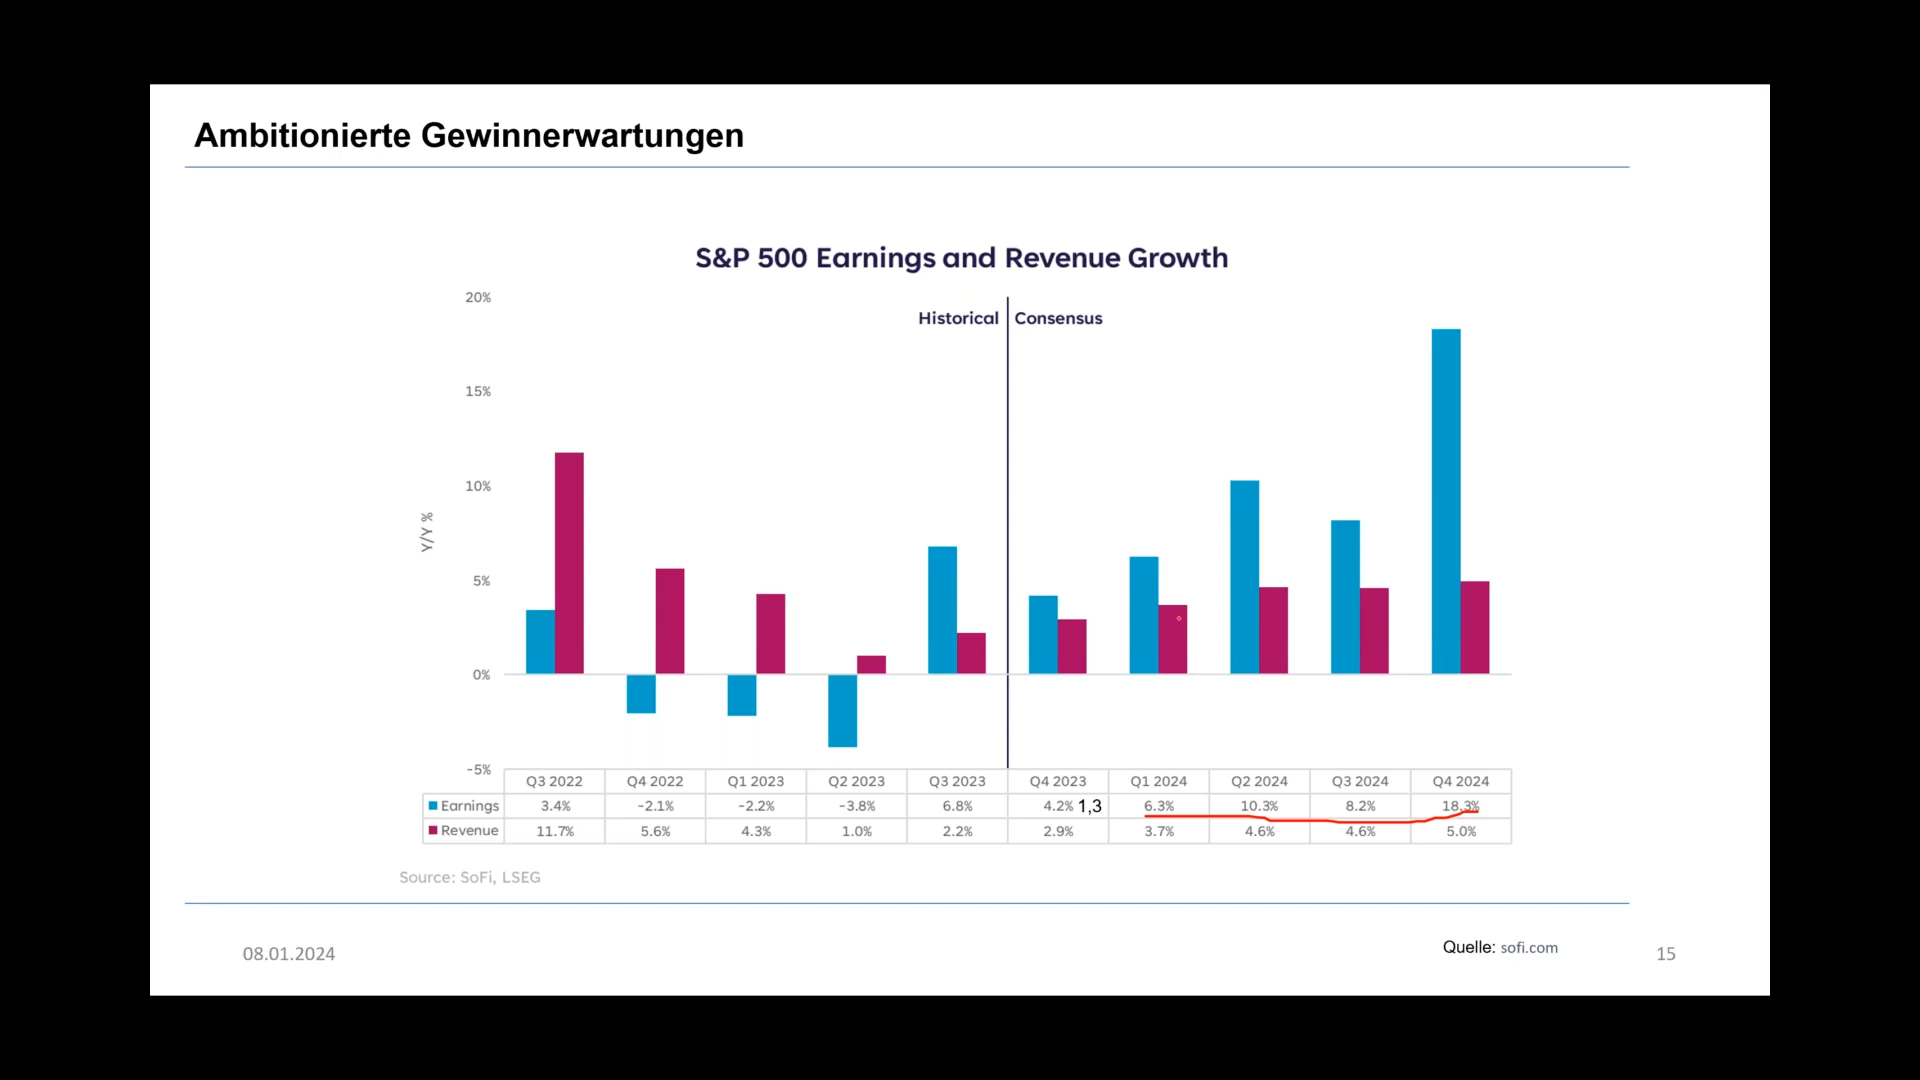 Ambitionierte Gewinnerwartungen
S&P 500 Earnings and Revenue Growth
Historical Consensus
20%
15%
10%
5%
0%
-5%
Y/Y %
Q3 2022 Q4 2022 Q1 2023 Q2 2023 Q3 2023 Q4 2023 Q1 2024 Q2 2024 Q3 2024 Q4 2024
Earnings 3.4% -2.1% -2.2% -3.8% 6.8% 4.2% 1,3 6.3% 10.3% 8.2% 18.3%
Revenue 11.7% 5.6% 4.3% 1.0% 2.2% 2.9% 3.7% 4.6% 4.6% 5.0%
Source: SoFi, LSEG
08.01.2024
Quelle: sofi.com
15